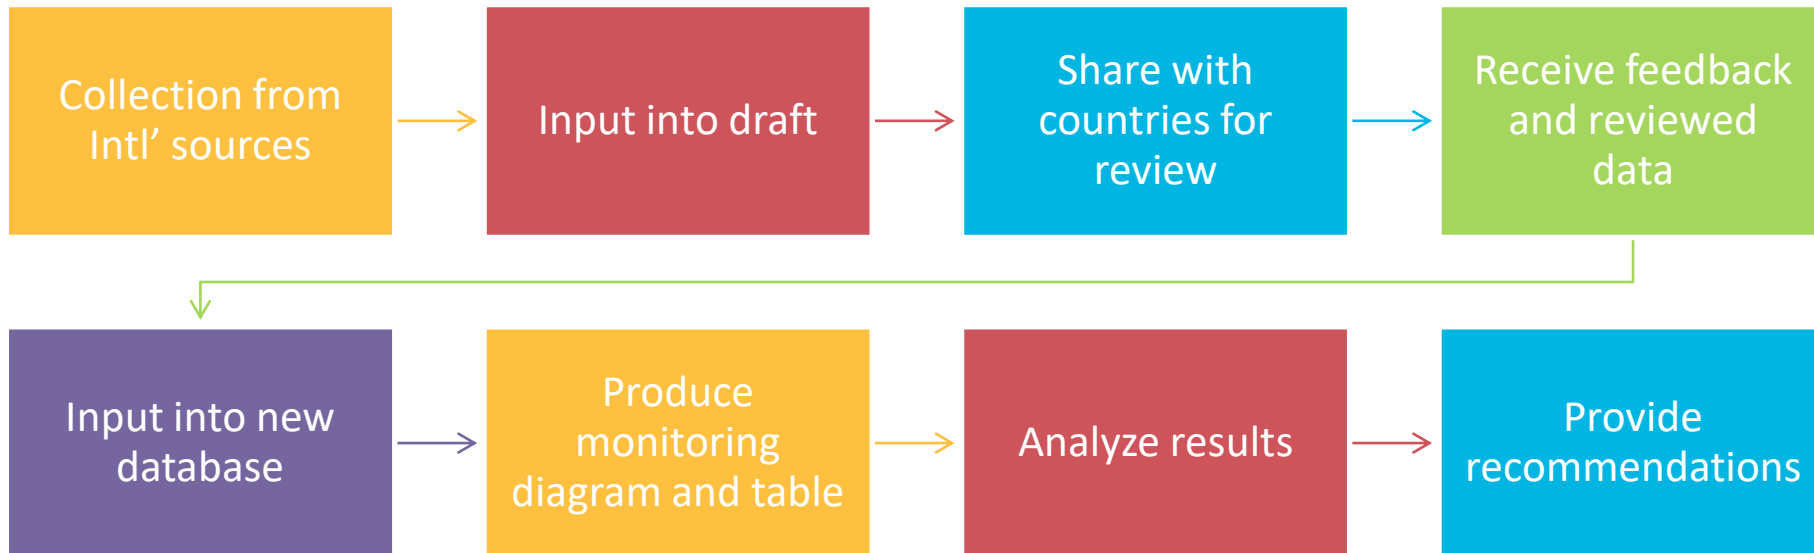 Collection from
Intl’ sources
Input into draft
Share with
countries for
review
Receive feedback
and reviewed
data
Input into new
database
Produce
monitoring
diagram and table
Analyze results
Provide
recommendations